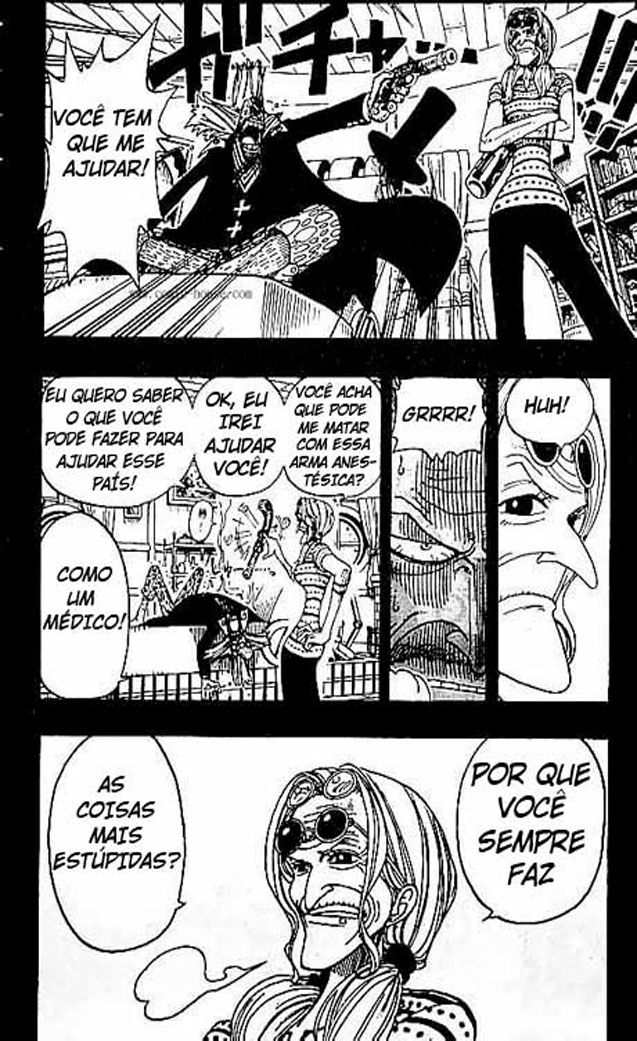 ガチャ...
!!!
VOCÊ TEM
QUE ME
AJUDAR!
HUH!
GRRRR!
VOCÊ ACHA
QUE PODE
ME MATAR
COM ESSA
ARMA ANES-
TÉSICA?
OK, EU
IREI
AJUDAR
VOCÊ!
EU QUERO SABER
O QUE VOCÊ
PODE FAZER PARA
AJUDAR ESSE
PAÍS!
COMO
UM
MÉDICO!
POR QUE
VOCÊ
SEMPRE
FAZ
AS
COISAS
MAIS
ESTÚPIDAS?